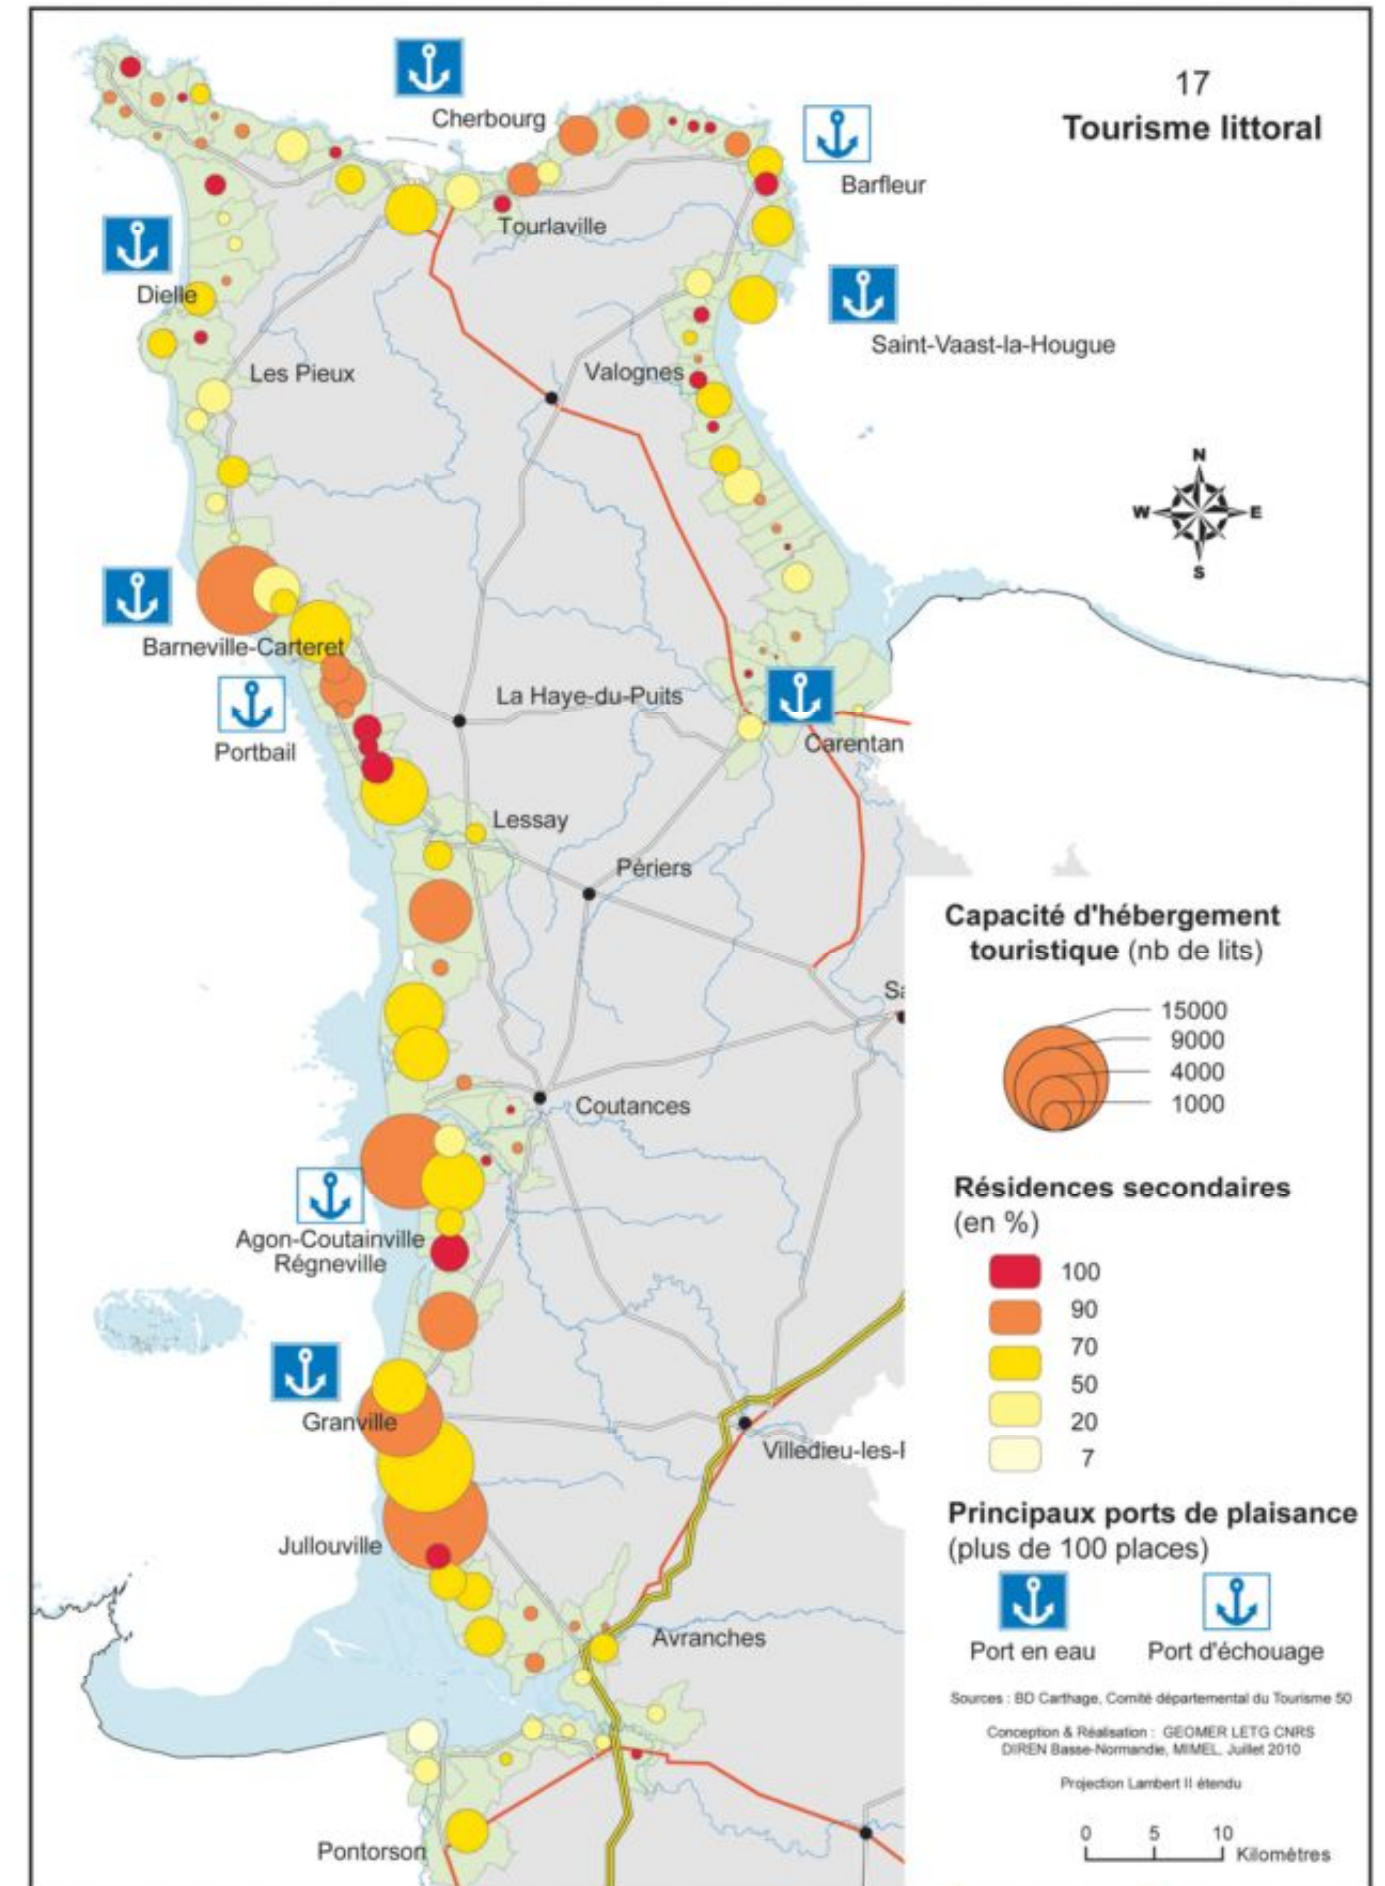 17
Tourisme littoral
Cherbourg
Barfleur
Tourlaville
Dielle
Saint-Vaast-la-Hougue
Les Pieux
Valognes
N
W
E
S
Barneville-Carteret
La Haye-du-Puits
Portbail
Carentan
Lessay
Pèriers
Capacité d'hébergement
touristique (nb de lits)
Sa
15000
9000
4000
1000
Coutances
Résidences secondaires
(en %)
Agon-Coutainville
Régneville
100
90
70
50
20
7
Granville
Villedieu-les-
Principaux ports de plaisance
(plus de 100 places)
Jullouville
Avranches
Port en eau
Port d'échouage
Sources : BD Carthage, Comité départemental du Tourisme 50
Conception & Réalisation : GEOMER LETG CNRS
DIREN Basse-Normandie, MIMEL, Juillet 2010
Projection Lambert II étendu
0 5 10
Kilomètres
Pontorson